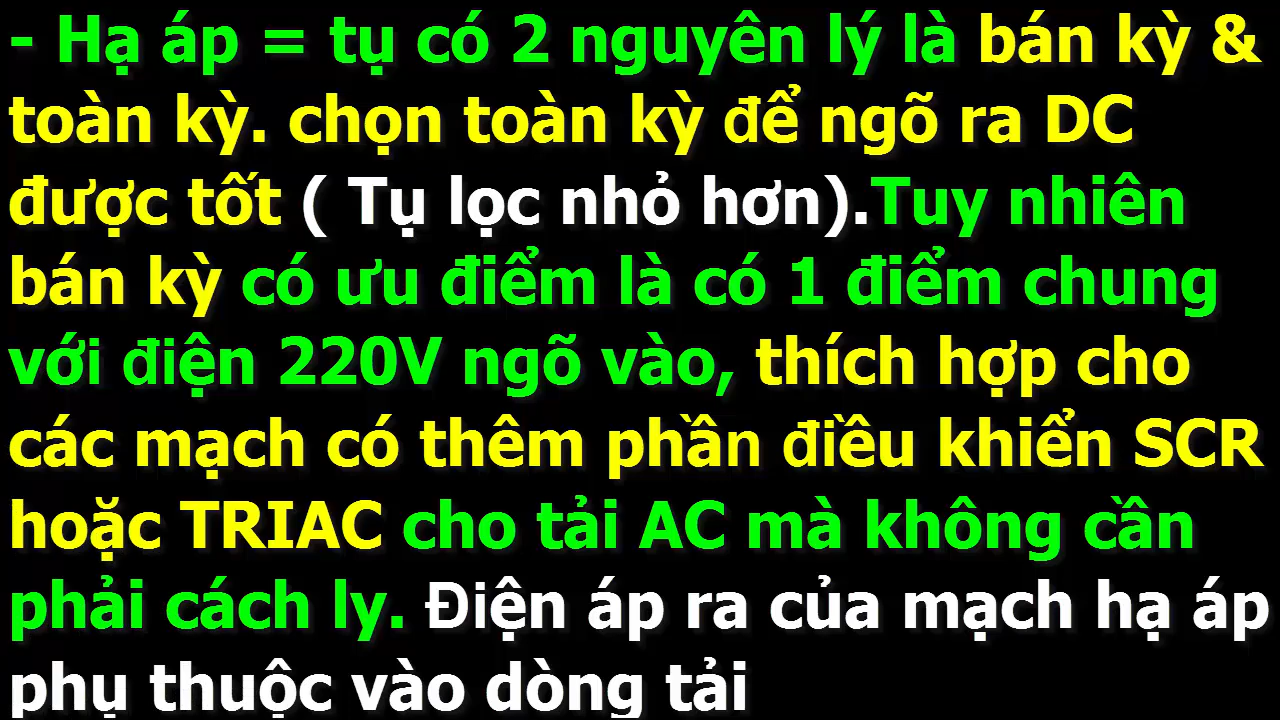 - Hạ áp = tụ có 2 nguyên lý là bán kỳ &
toàn kỳ. chọn toàn kỳ để ngõ ra DC
được tốt ( Tụ lọc nhỏ hơn).Tuy nhiên
bán kỳ có ưu điểm là có 1 điểm chung
với điện 220V ngõ vào, thích hợp cho
các mạch có thêm phần điều khiển SCR
hoặc TRIAC cho tải AC mà không cần
phải cách ly. Điện áp ra của mạch hạ áp
phụ thuộc vào dòng tải